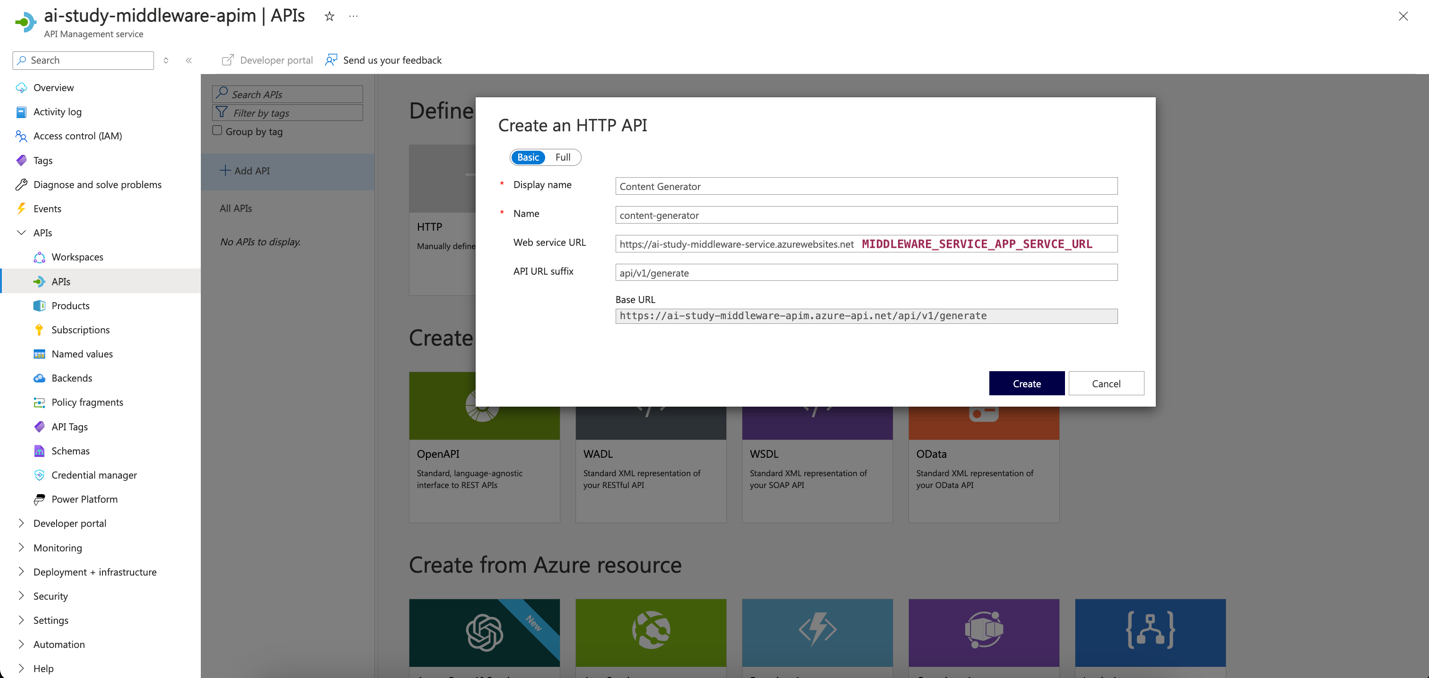 ai-study-middleware-apim | APIs
API Management service
Search
Developer portal
Send us your feedback
Overview
Activity log
Access control (IAM)
Tags
Diagnose and solve problems
Events
APIs
Workspaces
APIs
Products
Subscriptions
Named values
Backends
Policy fragments
API Tags
Schemas
Credential manager
Power Platform
Developer portal
Monitoring
Deployment + infrastructure
Security
Settings
Automation
Help
Search APIs
Filter by tags
Group by tag
Add API
All APIs
No APIs to display.
Define
HTTP
Manually define
Create an HTTP API
Basic Full
* Display name Content Generator
* Name content-generator
Web service URL https://ai-study-middleware-service.azurewebsites.net MIDDLEWARE_SERVICE_APP_SERVCE_URL
API URL suffix api/v1/generate
Base URL
https://ai-study-middleware-apim.azure-api.net/api/v1/generate
Create Cancel
Create
OpenAPI
Standard, language-agnostic
interface to REST APIs
WADL
Standard XML representation of
your RESTful API
WSDL
Standard XML representation of
your SOAP API
OData
Standard XML representation of
your OData API
Create from Azure resource
New